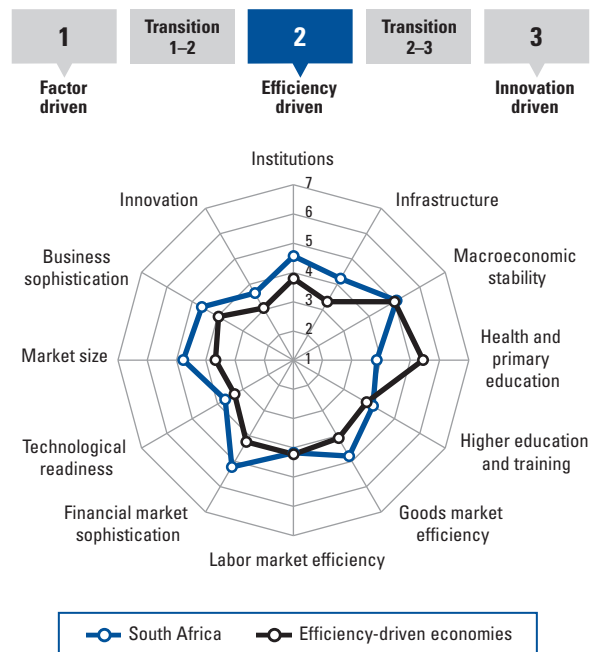 1
Transition
1–2
2
Transition
2–3
3
Factor
driven
Efficiency
driven
Innovation
driven
Institutions
Infrastructure
Macroeconomic
stability
Health and
primary
education
Higher education
and training
Goods market
efficiency
Labor market efficiency
Financial market
sophistication
Technological
readiness
Market size
Business
sophistication
Innovation
7
6
5
4
3
2
1
South Africa
Efficiency-driven economies